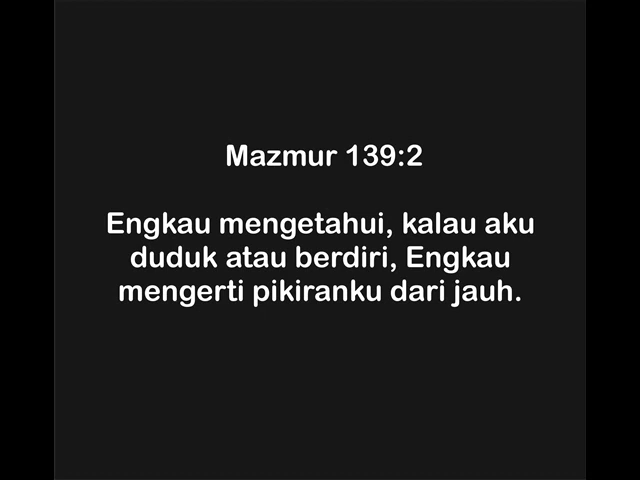 Mazmur 139:2
Engkau mengetahui, kalau aku
duduk atau berdiri, Engkau
mengerti pikiranku dari jauh.